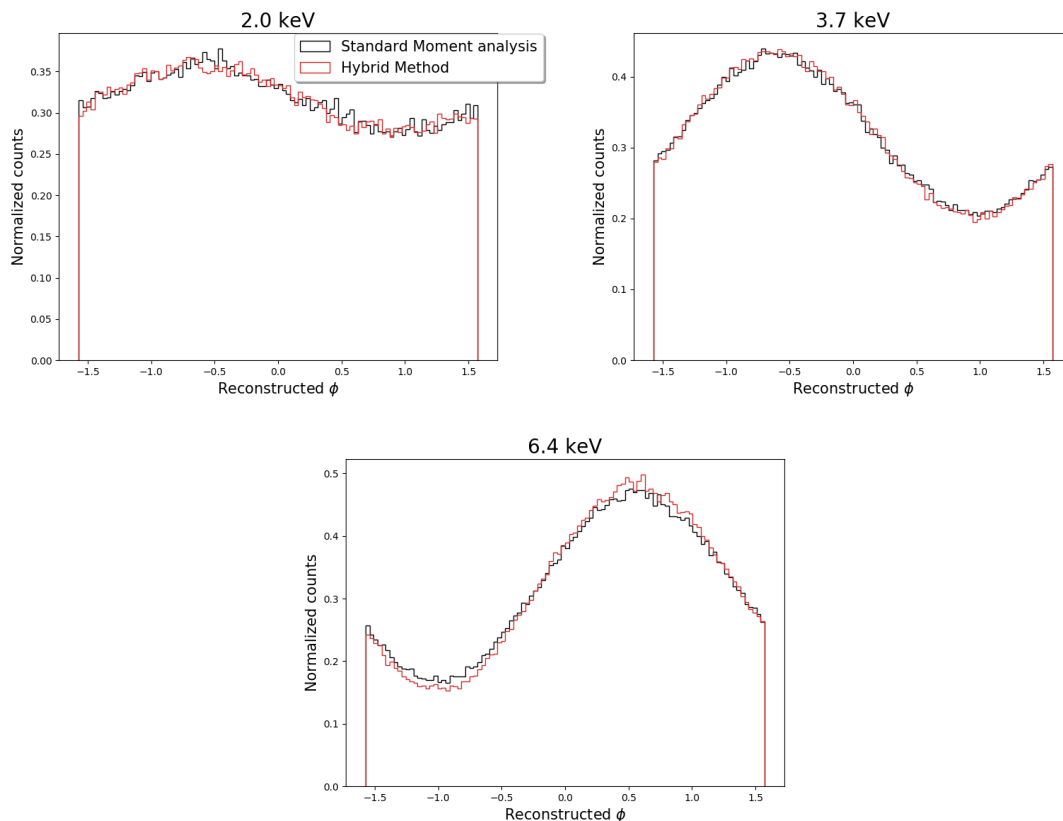 2.0 keV
Standard Moment analysis
Hybrid Method
0.35
0.30
0.25
0.20
0.15
0.10
0.05
0.00
Normalized counts
−1.5 −1.0 −0.5 0.0 0.5 1.0 1.5
Reconstructed ϕ
3.7 keV
0.4
0.3
0.2
0.1
0.0
Normalized counts
−1.5 −1.0 −0.5 0.0 0.5 1.0 1.5
Reconstructed ϕ
6.4 keV
0.5
0.4
0.3
0.2
0.1
0.0
Normalized counts
−1.5 −1.0 −0.5 0.0 0.5 1.0 1.5
Reconstructed ϕ